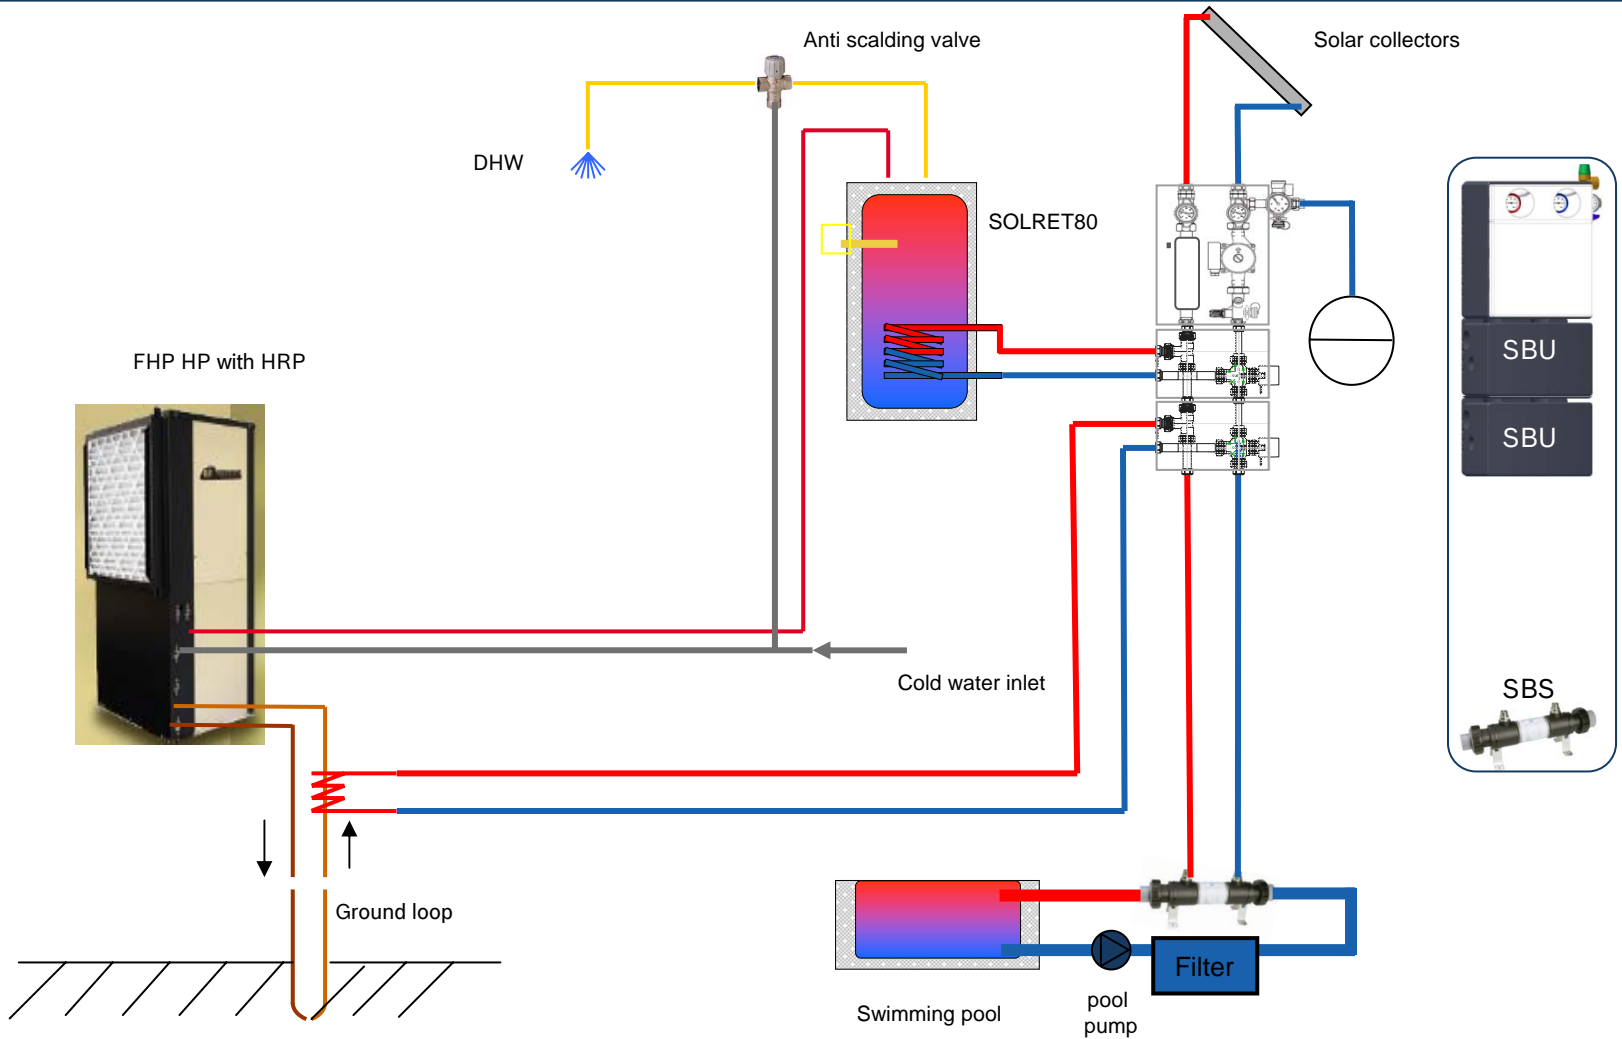 Anti scalding valve
Solar collectors
DHW
SOLRET80
FHP HP with HRP
SBU
SBU
Cold water inlet
SBS
Ground loop
Filter
Swimming pool
pool
pump